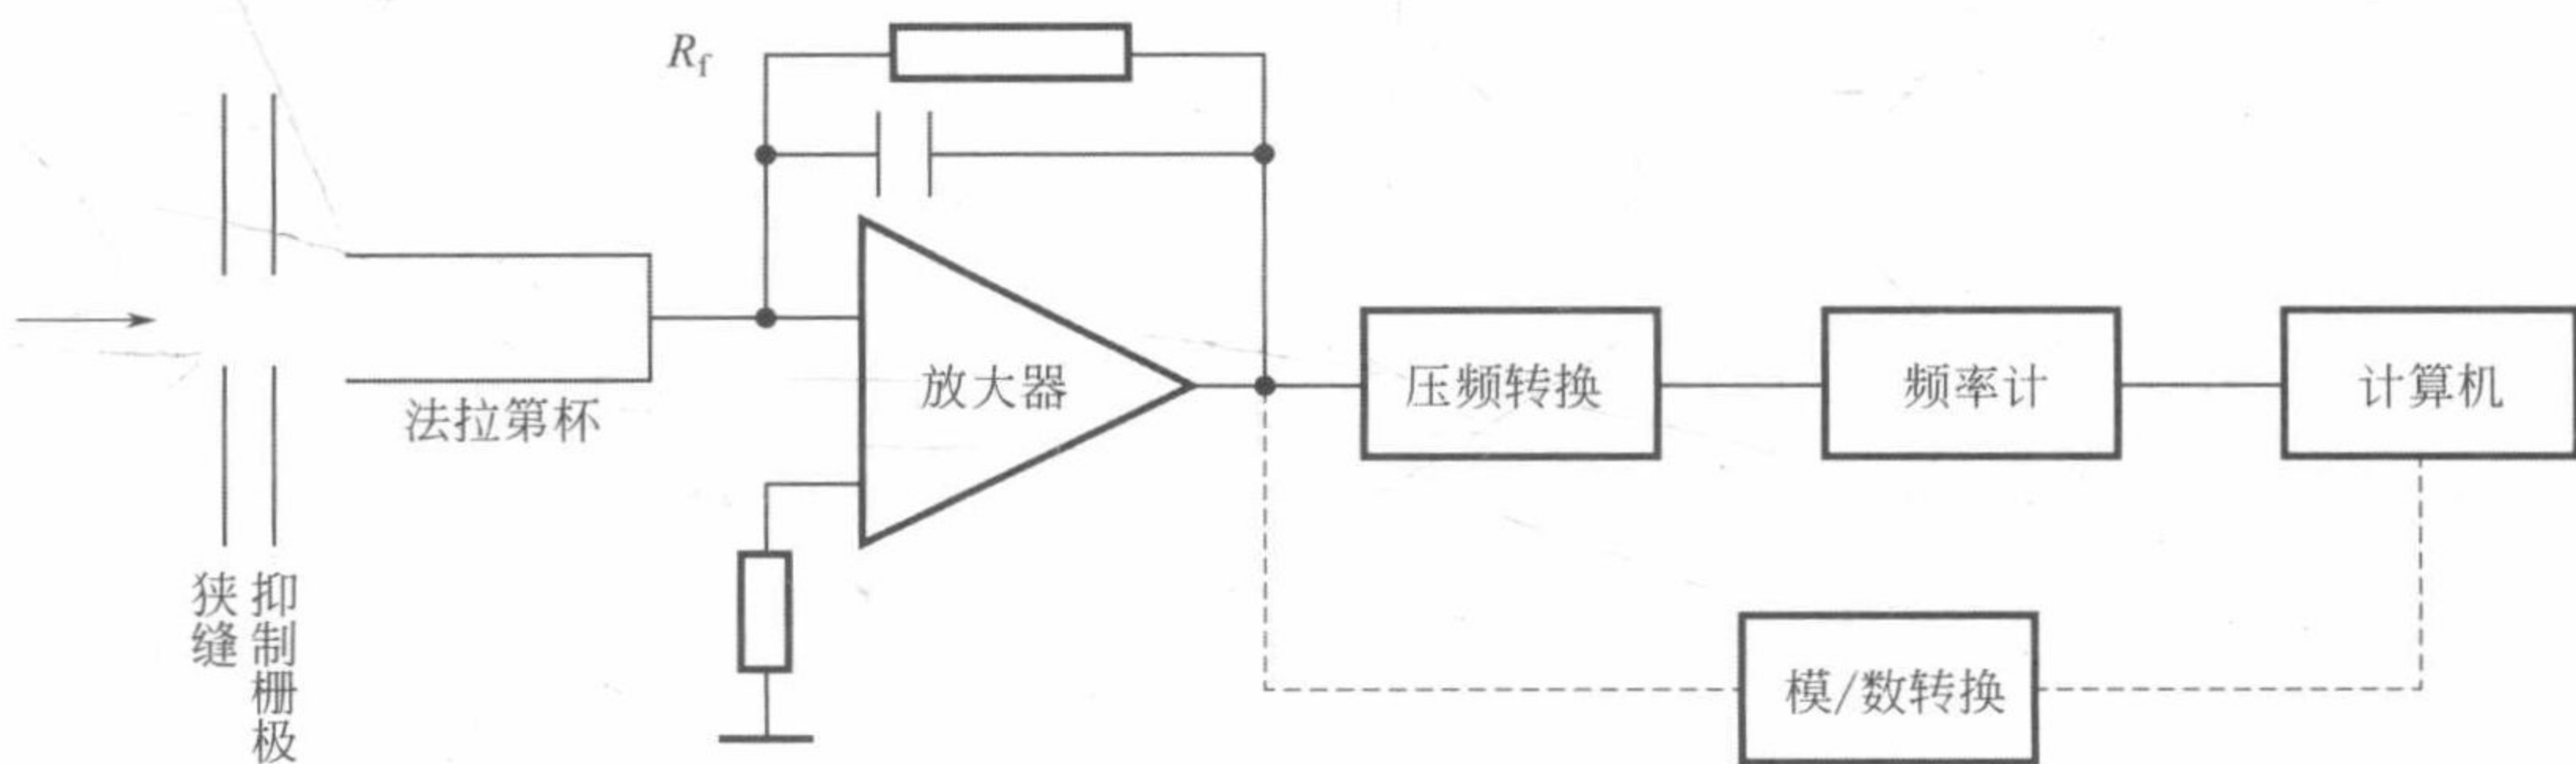 R_f
法拉第杯
放大器
压频转换
频率计
计算机
狭缝
抑制栅极
模/数转换